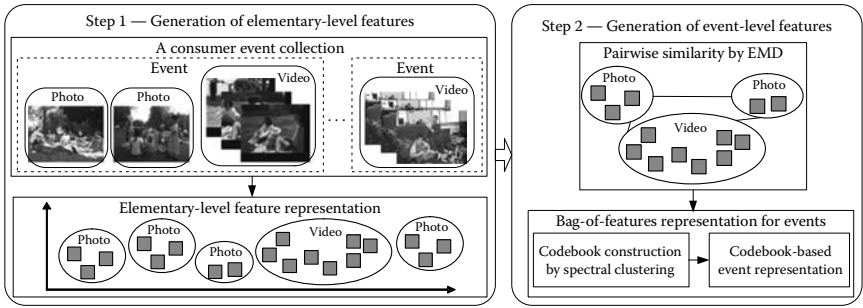 Step 1 — Generation of elementary-level features
A consumer event collection
Event
Photo
Photo
Video
...
Event
Video
Elementary-level feature representation
Photo
Photo
Photo
Video
Photo
Step 2 — Generation of event-level features
Pairwise similarity by EMD
Photo
Photo
Video
Bag-of-features representation for events
Codebook construction
by spectral clustering
Codebook-based
event representation